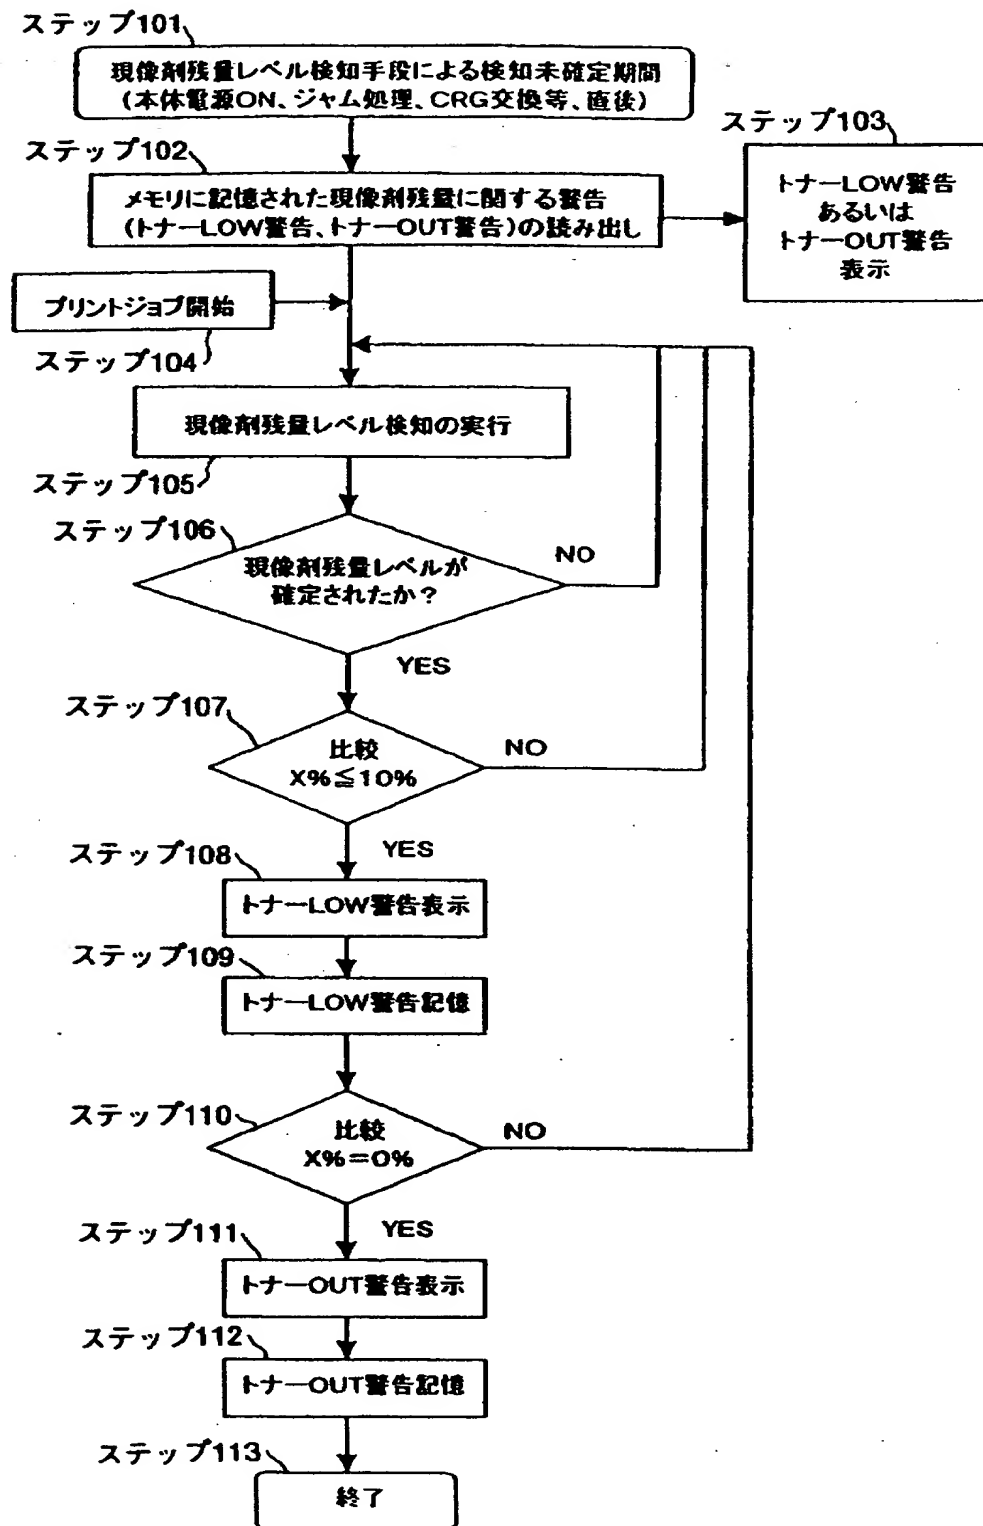 ステップ101
現像剤残量レベル検知手段による検知未確定期間
(本体電源ON、ジャム処理、CRG交換等、直後)
ステップ102
メモリに記憶された現像剤残量に関する警告
(トナーLOW警告、トナーOUT警告)の読み出し
ステップ103
トナーLOW警告
あるいは
トナーOUT警告
表示
プリントジョブ開始
ステップ104
現像剤残量レベル検知の実行
ステップ105
ステップ106
現像剤残量レベルが
確定されたか?
NO
YES
ステップ107
比較
X%≦10%
NO
YES
ステップ108
トナーLOW警告表示
ステップ109
トナーLOW警告記憶
ステップ110
比較
X%=0%
NO
YES
ステップ111
トナーOUT警告表示
ステップ112
トナーOUT警告記憶
ステップ113
終了